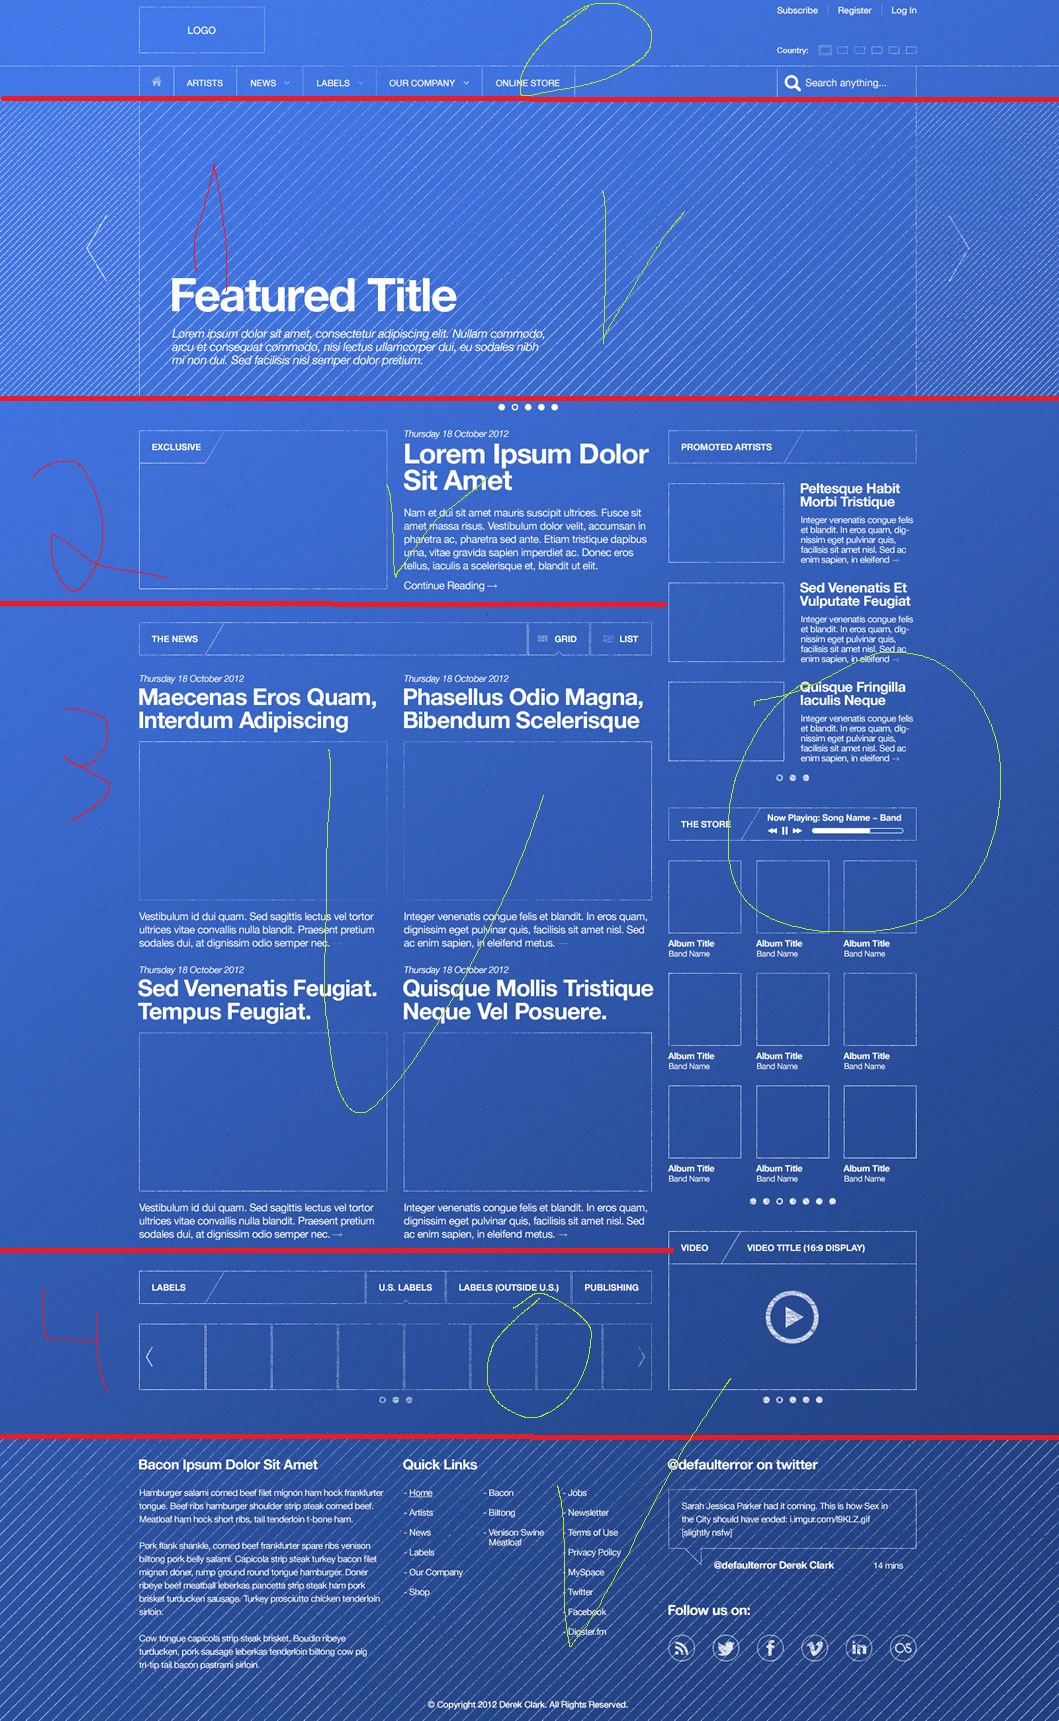 Subscribe
Register
Log In
LOGO
Country:
ARTISTS
NEWS
LABELS
OUR COMPANY
ONLINE STORE
Search anything...
Featured Title
Lorem ipsum dolor sit amet, consectetur adipiscing elit. Nullam commodo,
arcu et consequat commodo, nisi lectus ullamcorper dui, eu sodales nibh
mi non dui. Sed facilisis nisl semper dolor pretium.
2
EXCLUSIVE
Thursday 18 October 2012
Lorem Ipsum Dolor
Sit Amet
Nam et dui sit amet mauris suscipit ultrices. Fusce sit
amet massa risus. Vestibulum dolor velit, accumsan in
pharetra ac, pharetra sed ante. Etiam tristique dapibus
urna, vitae gravida sapien imperdiet ac. Donec eros
tellus, iaculis a scelerisque et, blandit ut elit.
Continue Reading →
PROMOTED ARTISTS
Peltesque Habit
Morbi Tristique
Integer venenatis congue felis
et blandit. In eros quam, dig-
nissim eget pulvinar quis,
facilisis sit amet nisl. Sed ac
enim sapien, in eleifend →
Sed Venenatis Et
Vulputate Feugiat
Integer venenatis congue felis
et blandit. In eros quam, dig-
nissim eget pulvinar quis,
facilisis sit amet nisl. Sed ac
enim sapien, in eleifend →
Quisque Fringilla
Iaculis Neque
Integer venenatis congue felis
et blandit. In eros quam, dig-
nissim eget pulvinar quis,
facilisis sit amet nisl. Sed ac
enim sapien, in eleifend →
3
THE NEWS
GRID
LIST
Thursday 18 October 2012
Maecenas Eros Quam,
Interdum Adipiscing
Vestibulum id dui quam. Sed sagittis lectus vel tortor
ultrices vitae convallis nulla blandit. Praesent pretium
sodales dui, at dignissim odio semper nec. →
Thursday 18 October 2012
Phasellus Odio Magna,
Bibendum Scelerisque
Integer venenatis congue felis et blandit. In eros quam,
dignissim eget pulvinar quis, facilisis sit amet nisl. Sed
ac enim sapien, in eleifend metus. →
Thursday 18 October 2012
Sed Venenatis Feugiat.
Tempus Feugiat.
Vestibulum id dui quam. Sed sagittis lectus vel tortor
ultrices vitae convallis nulla blandit. Praesent pretium
sodales dui, at dignissim odio semper nec. →
Thursday 18 October 2012
Quisque Mollis Tristique
Neque Vel Posuere.
Integer venenatis congue felis et blandit. In eros quam,
dignissim eget pulvinar quis, facilisis sit amet nisl. Sed
ac enim sapien, in eleifend metus. →
THE STORE
Now Playing: Song Name – Band
Album Title
Band Name
Album Title
Band Name
Album Title
Band Name
Album Title
Band Name
Album Title
Band Name
Album Title
Band Name
Album Title
Band Name
Album Title
Band Name
Album Title
Band Name
VIDEO
VIDEO TITLE (16:9 DISPLAY)
4
LABELS
U.S. LABELS
LABELS (OUTSIDE U.S.)
PUBLISHING
Bacon Ipsum Dolor Sit Amet
Hamburger salami corned beef filet mignon ham hock frankfurter
tongue. Beef ribs hamburger shoulder strip steak corned beef.
Meatloaf ham hock short ribs, tail tenderloin t-bone ham.
Pork flank shankle, corned beef frankfurter spare ribs venison
biltong pork belly salami. Capicola strip steak turkey bacon filet
mignon doner, rump ground round tongue hamburger. Doner
ribeye beef meatball leberkas pancetta strip steak ham pork
brisket turducken sausage. Turkey prosciutto chicken tenderloin
sirloin.
Cow tongue capicola strip steak brisket. Boudin ribeye
turducken, pork sausage leberkas tenderloin biltong cow pig
tri-tip tail bacon pastrami sirloin.
Quick Links
- Home
- Artists
- News
- Labels
- Our Company
- Shop
- Bacon
- Biltong
- Venison Swine
Meatloaf
- Jobs
- Newsletter
- Terms of Use
- Privacy Policy
- MySpace
- Twitter
- Facebook
- Digster.fm
@defaulterror on twitter
Sarah Jessica Parker had it coming. This is how Sex in
the City should have ended: i.imgur.com/l9KLZ.gif
[slightly nsfw]
@defaulterror Derek Clark
14 mins
Follow us on:
© Copyright 2012 Derek Clark. All Rights Reserved.